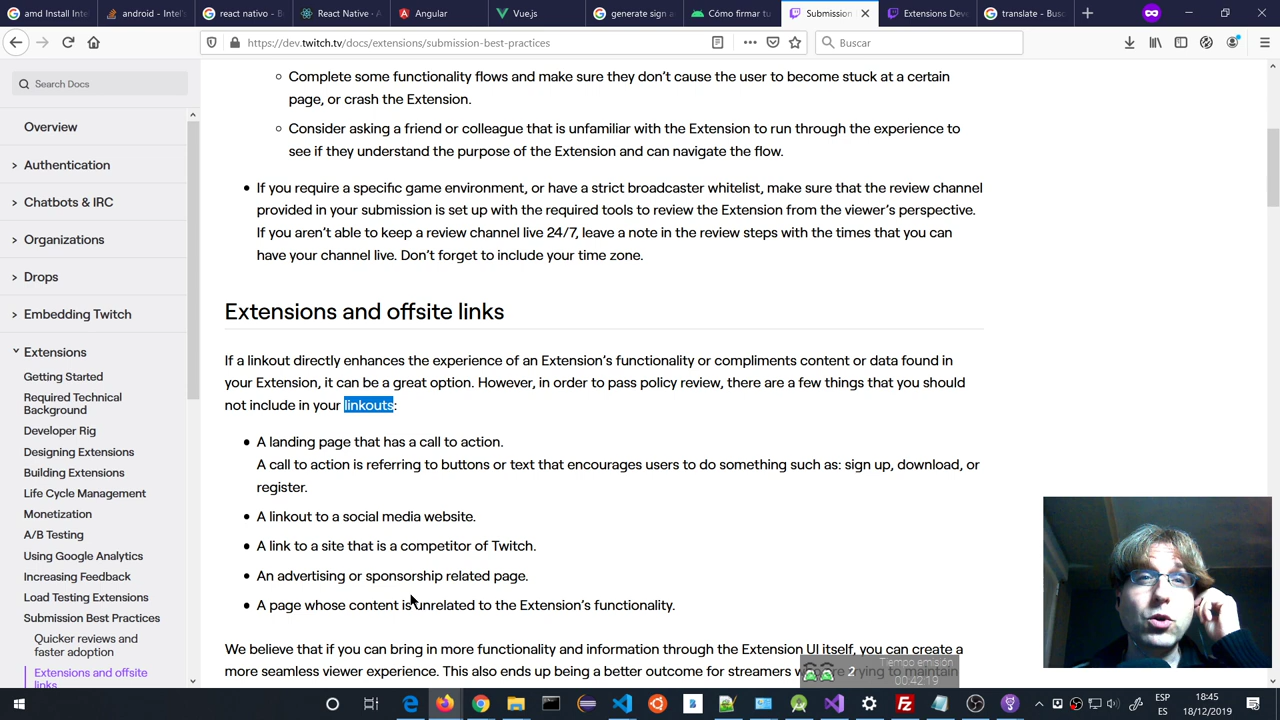 and Install Inte
android - Intel's
react nativo - B
React Native · A
Angular
Vue.js
generate sign a
Cómo firmar tu
Submission
Extensions Dev
translate - Bus
https://dev.twitch.tv/docs/extensions/submission-best-practices
Buscar
Search Docs
Overview
Authentication
Chatbots & IRC
Organizations
Drops
Embedding Twitch
Extensions
Getting Started
Required Technical
Background
Developer Rig
Designing Extensions
Building Extensions
Life Cycle Management
Monetization
A/B Testing
Using Google Analytics
Increasing Feedback
Load Testing Extensions
Submission Best Practices
Quicker reviews and
faster adoption
Extensions and offsite
links
Complete some functionality flows and make sure they don't cause the user to become stuck at a certain
page, or crash the Extension.
Consider asking a friend or colleague that is unfamiliar with the Extension to run through the experience to
see if they understand the purpose of the Extension and can navigate the flow.
If you require a specific game environment, or have a strict broadcaster whitelist, make sure that the review channel
provided in your submission is set up with the required tools to review the Extension from the viewer's perspective.
If you aren't able to keep a review channel live 24/7, leave a note in the review steps with the times that you can
have your channel live. Don't forget to include your time zone.
Extensions and offsite links
If a linkout directly enhances the experience of an Extension's functionality or compliments content or data found in
your Extension, it can be a great option. However, in order to pass policy review, there are a few things that you should
not include in your linkouts:
A landing page that has a call to action.
A call to action is referring to buttons or text that encourages users to do something such as: sign up, download, or
register.
A linkout to a social media website.
A link to a site that is a competitor of Twitch.
An advertising or sponsorship related page.
A page whose content is unrelated to the Extension's functionality.
We believe that if you can bring in more functionality and information through the Extension UI itself, you can create a
more seamless viewer experience. This also ends up being a better outcome for streamers trying to maintain
2
Tiempo emisión
00:42:19
ESP
ES
18:45
18/12/2019